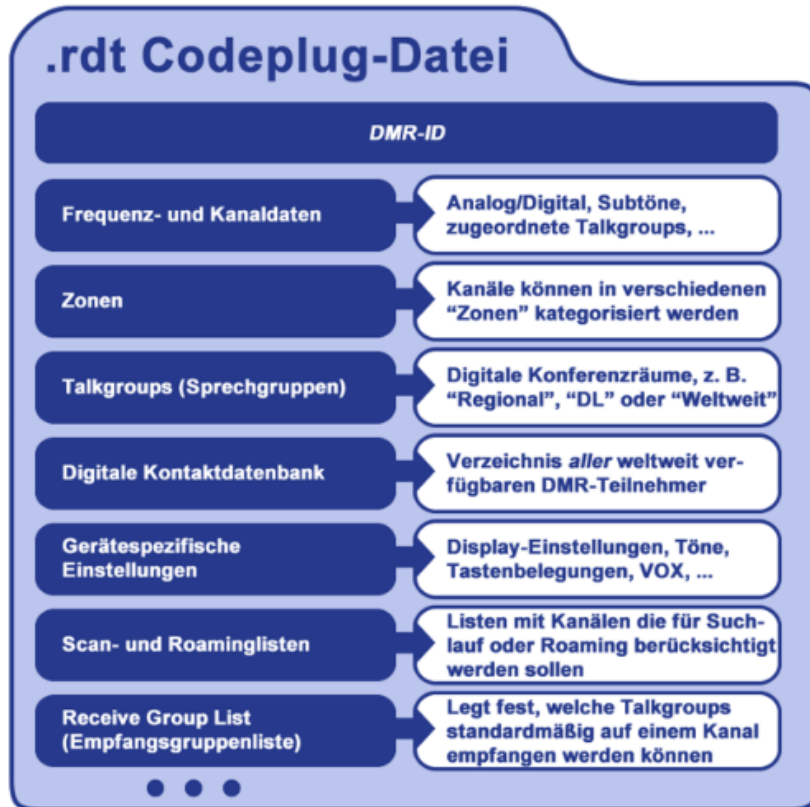 .rdt Codeplug-Datei
DMR-ID
Frequenz- und Kanaldaten
Analog/Digital, Subtöne,
zugeordnete Talkgroups, ...
Zonen
Kanäle können in verschiedenen
“Zonen” kategorisiert werden
Talkgroups (Sprechgruppen)
Digitale Konferenzräume, z. B.
“Regional”, “DL” oder “Weltweit”
Digitale Kontaktdatenbank
Verzeichnis aller weltweit ver-
fügbaren DMR-Teilnehmer
Gerätespezifische
Einstellungen
Display-Einstellungen, Töne,
Tastenbelegungen, VOX, ...
Scan- und Roaminglisten
Listen mit Kanälen die für Such-
lauf oder Roaming berücksichtigt
werden sollen
Receive Group List
(Empfangsgruppenliste)
Legt fest, welche Talkgroups
standardmäßig auf einem Kanal
empfangen werden können